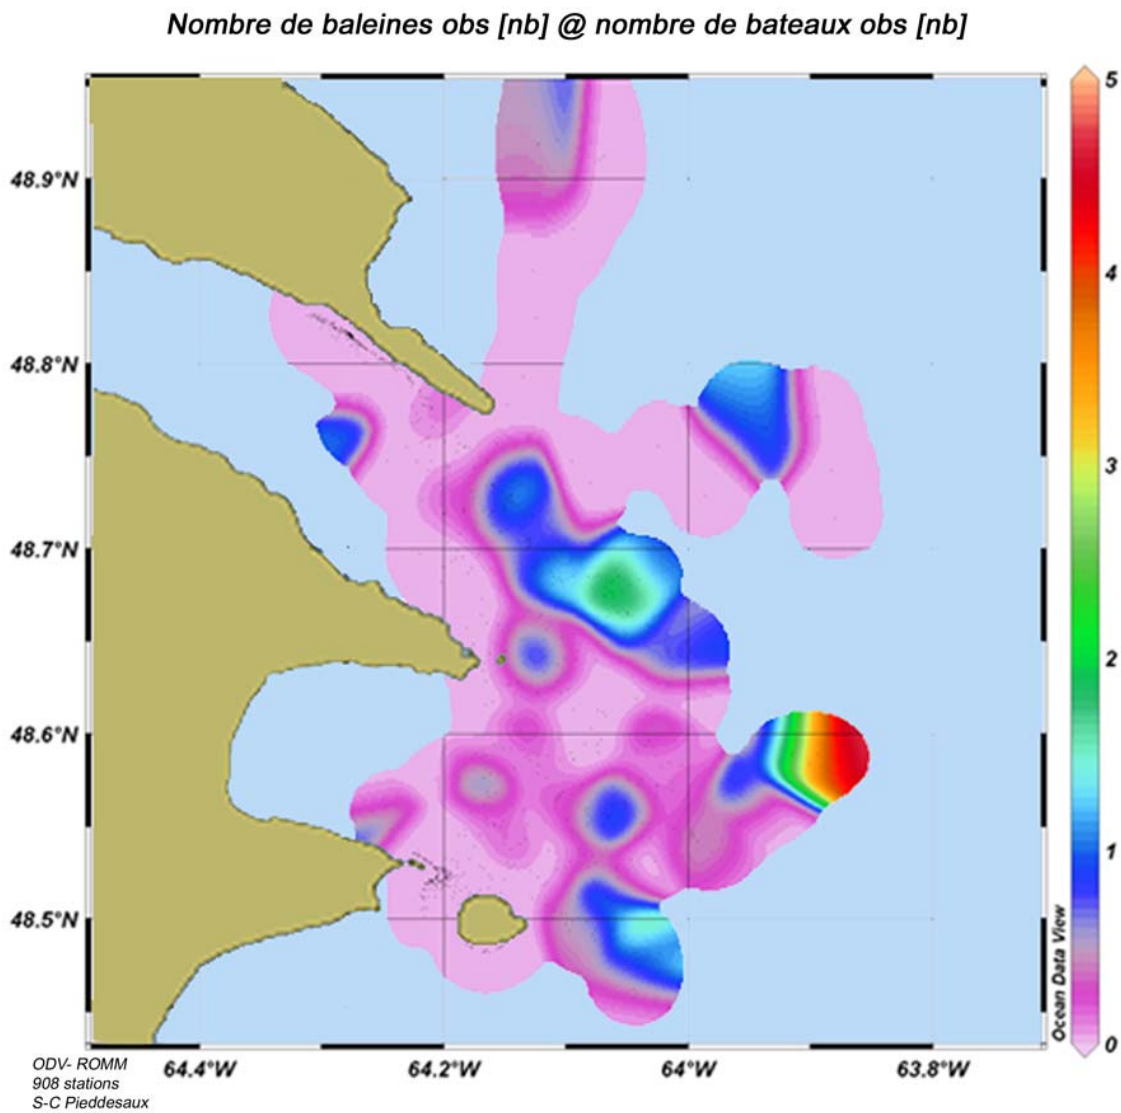 Nombre de baleines obs [nb] @ nombre de bateaux obs [nb]
5
48.9°N
4
48.8°N
3
48.7°N
2
48.6°N
1
48.5°N
Ocean Data View
0
64.4°W 64.2°W 64°W 63.8°W
ODV- ROMM
908 stations
S-C Pieddesaux